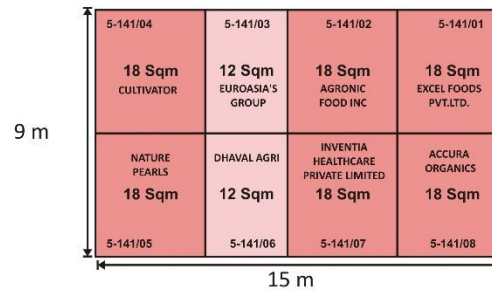 5-141/04
18 Sqm
CULTIVATOR
5-141/03
12 Sqm
EUROASIA'S
GROUP
5-141/02
18 Sqm
AGRONIC
FOOD INC
5-141/01
18 Sqm
EXCEL FOODS
PVT.LTD.
9 m
NATURE
PEARLS
18 Sqm
5-141/05
DHAVAL AGRI
12 Sqm
5-141/06
INVENTIA
HEALTHCARE
PRIVATE LIMITED
18 Sqm
5-141/07
ACCURA
ORGANICS
18 Sqm
5-141/08
15 m